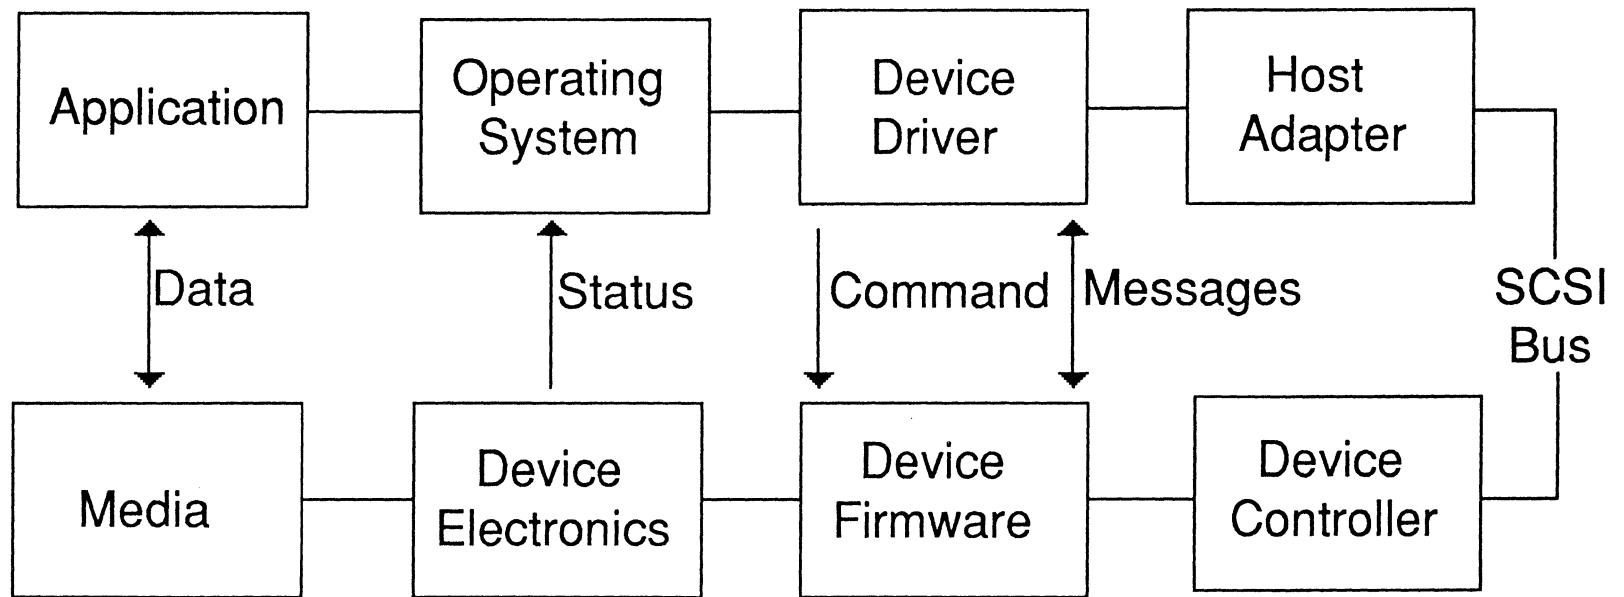 Application
Operating
System
Device
Driver
Host
Adapter
Data
Status
Command
Messages
SCSI
Bus
Media
Device
Electronics
Device
Firmware
Device
Controller